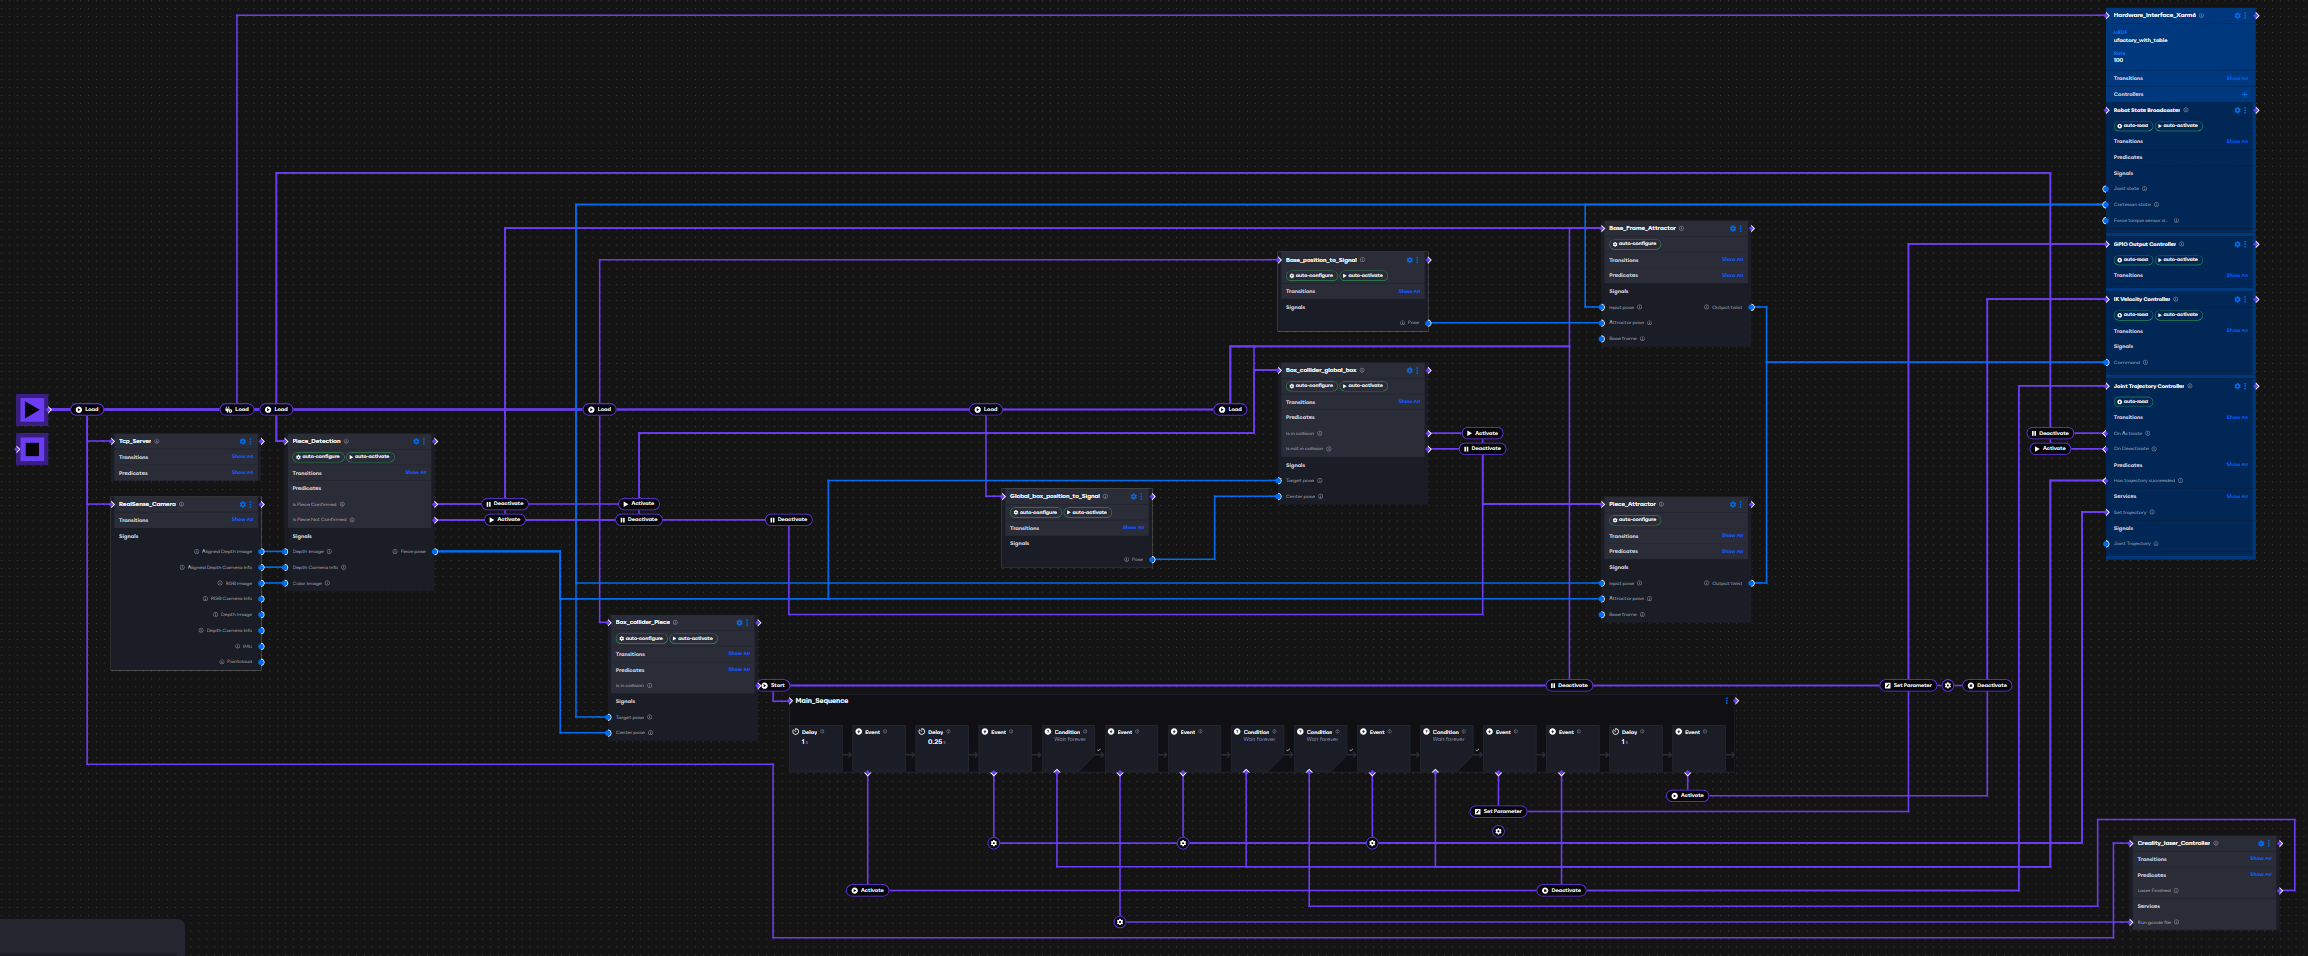 Hardware_Interface_Xarm6
URDF
ufactory_with_table
Rate
100
Transitions Show All
Controllers +
Robot State Broadcaster
auto-load auto-activate
Transitions Show All
Predicates
Signals
Joint state
Cartesian state
Force torque sensor s...
GPIO Output Controller
auto-load auto-activate
Transitions Show All
IK Velocity Controller
auto-load auto-activate
Transitions Show All
Signals
Command
Joint Trajectory Controller
auto-load
Transitions Show All
On Activate
On Deactivate
Predicates Show All
Has trajectory succeeded
Services Show All
Set trajectory
Signals
Joint Trajectory
Deactivate
Activate
Base_Frame_Attractor
auto-configure
Transitions Show All
Predicates Show All
Signals
Input pose Output twist
Attractor pose
Base frame
Base_position_to_Signal
auto-configure auto-activate
Transitions Show All
Signals
Pose
Box_collider_global_box
auto-configure auto-activate
Transitions Show All
Predicates
Is in collision
Is not in collision
Signals
Target pose
Center pose
Activate
Deactivate
Load
Load
Load
Load
Load
Load
Tcp_Server
Transitions Show All
Predicates Show All
Piece_Detection
auto-configure auto-activate
Transitions Show All
Predicates
Is Piece Confirmed
Is Piece Fast Confirmed
Signals
Depth Image Piece pose
Depth Camera Info
Color Image
RealSense_Camera
Transitions Show All
Signals
Aligned Depth Image
Aligned Depth Camera Info
RGB Image
RGB Camera Info
Depth Image
Depth Camera Info
IMU
Pointcloud
Deactivate
Activate
Activate
Deactivate
Deactivate
Global_box_position_to_Signal
auto-configure auto-activate
Transitions Show All
Signals
Pose
Piece_Attractor
auto-configure
Transitions Show All
Predicates Show All
Signals
Input pose Output twist
Attractor pose
Base frame
Box_collider_Piece
auto-configure auto-activate
Transitions Show All
Predicates Show All
Is in collision
Signals
Target pose
Center pose
Start
Deactivate
Set Parameter
Deactivate
Main_Sequence
Delay
1 s
Event
Delay
0.25 s
Event
Condition
Wait forever
Event
Event
Condition
Wait forever
Condition
Wait forever
Event
Condition
Wait forever
Event
Event
Delay
1 s
Event
Activate
Set Parameter
Activate
Deactivate
Creality_laser_Controller
Transitions Show All
Predicates Show All
Laser Finished
Services
Run gcode file